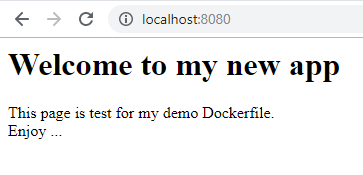 localhost:8080
Welcome to my new app
This page is test for my demo Dockerfile.
Enjoy ...